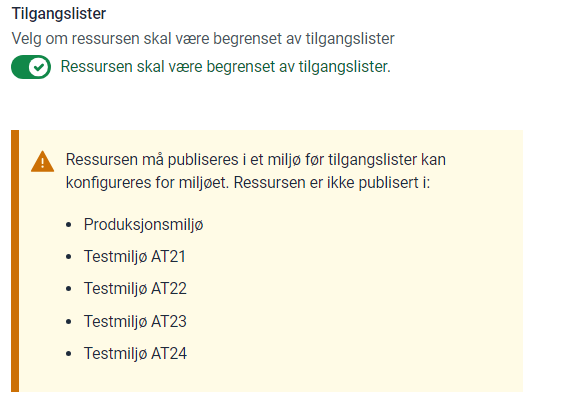 Tilgangslister
Velg om ressursen skal være begrenset av tilgangslister
Ressursen skal være begrenset av tilgangslister.
Ressursen må publiseres i et miljø før tilgangslister kan
konfigureres for miljøet. Ressursen er ikke publisert i:
Produksjonsmiljø
Testmiljø AT21
Testmiljø AT22
Testmiljø AT23
Testmiljø AT24